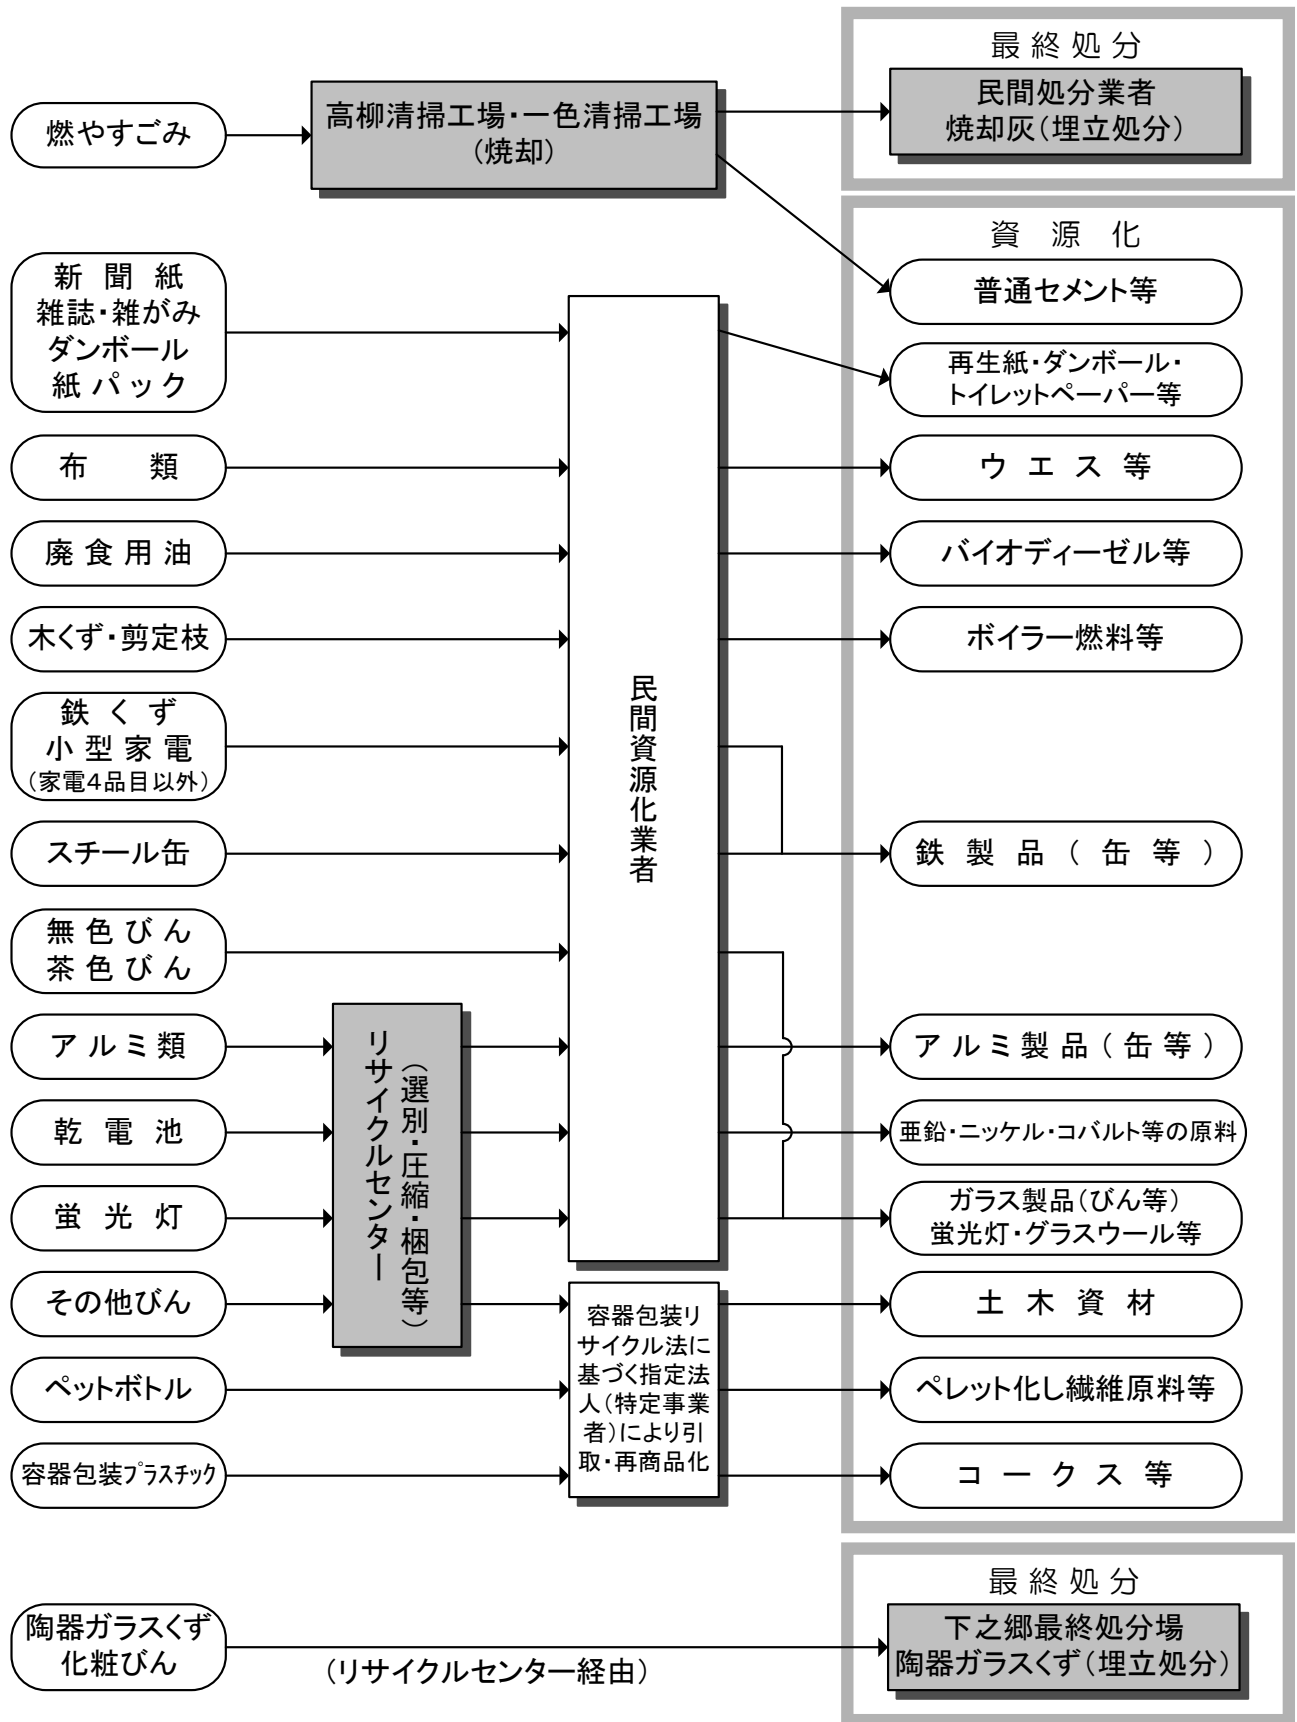 最終処分
民間処分業者
焼却灰（埋立処分）
燃やすごみ
高柳清掃工場・一色清掃工場
（焼却）
資源化
普通セメント等
新聞紙
雑誌・雑がみ
ダンボール
紙パック
再生紙・ダンボール・
トイレットペーパー等
布類
ウエス等
廃食用油
バイオディーゼル等
木くず・剪定枝
ボイラー燃料等
民間資源化業者
鉄くず
小型家電
（家電４品目以外）
スチール缶
鉄製品（缶等）
無色びん
茶色びん
リサイクルセンター
（選別・圧縮・梱包等）
アルミ類
アルミ製品（缶等）
乾電池
亜鉛・ニッケル・コバルト等の原料
蛍光灯
ガラス製品（びん等）
蛍光灯・グラスウール等
その他びん
容器包装リ
サイクル法に
基づく指定法
人（特定事業
者）により引
取・再商品化
土木資材
ペットボトル
ペレット化し繊維原料等
容器包装プラスチック
コークス等
最終処分
陶器ガラスくず
化粧びん
（リサイクルセンター経由）
下之郷最終処分場
陶器ガラスくず（埋立処分）